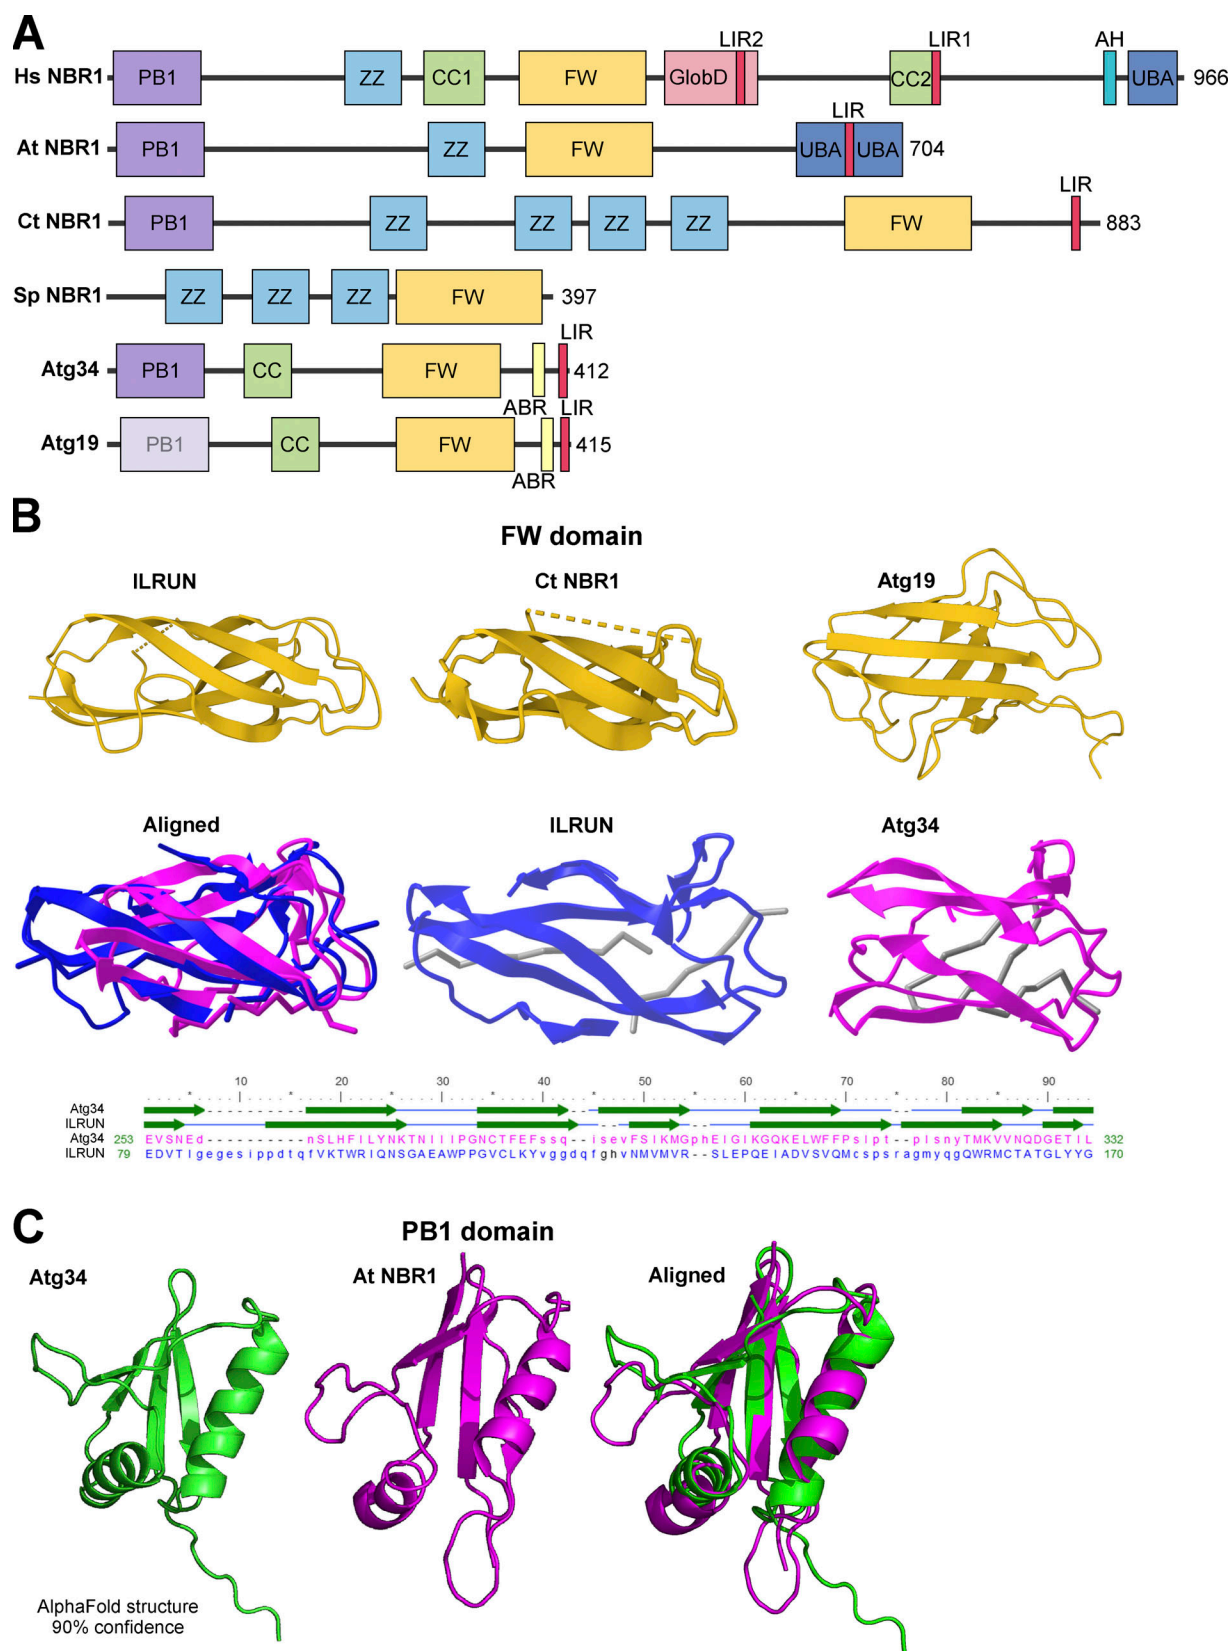 A
LIR2 LIR1 AH
Hs NBR1 PB1 ZZ CC1 FW GlobD CC2 UBA 966
LIR
At NBR1 PB1 ZZ FW UBA UBA 704
LIR
Ct NBR1 PB1 ZZ ZZ ZZ ZZ FW 883
Sp NBR1 ZZ ZZ ZZ FW 397
LIR
Atg34 PB1 CC FW 412
ABR LIR
Atg19 PB1 CC FW 415
ABR
B
FW domain
ILRUN Ct NBR1 Atg19
Aligned ILRUN Atg34
10 20 30 40 50 60 70 80 90
Atg34
ILRUN
Atg34 253 EVSNEd-----------nSLHFILYNKTNIIIPGNCTFEFssq---isevFSIKMGphEIGIKGQKELWFFPsipt--pIsnyTMKVVNQDGETIL 332
ILRUN 79 EDVTIgegesippdtqfVKTWRIQNSGAEAWPPGVCLKYvggdqfghvNMVMVR--SLEPQEIADVSVQMcspsragmyqgQWRMCTATGLYYG 170
C
PB1 domain
Atg34 At NBR1 Aligned
AlphaFold structure
90% confidence